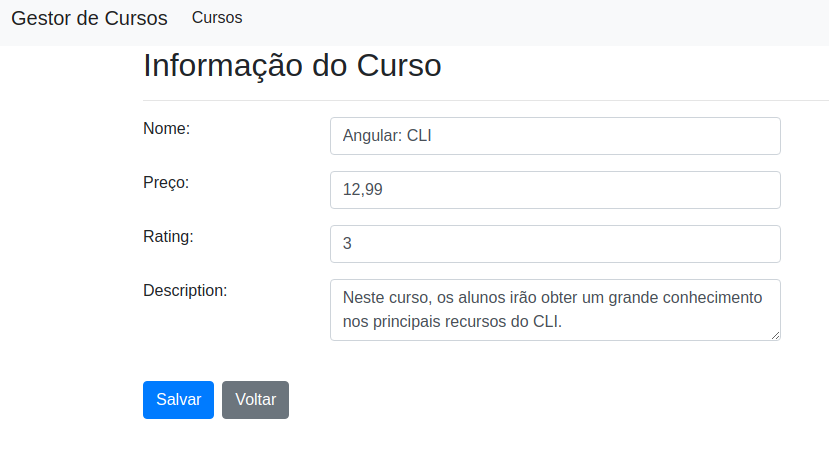 Gestor de Cursos Cursos
Informação do Curso
Nome: Angular: CLI
Preço: 12,99
Rating: 3
Description: Neste curso, os alunos irão obter um grande conhecimento
nos principais recursos do CLI.
Salvar Voltar